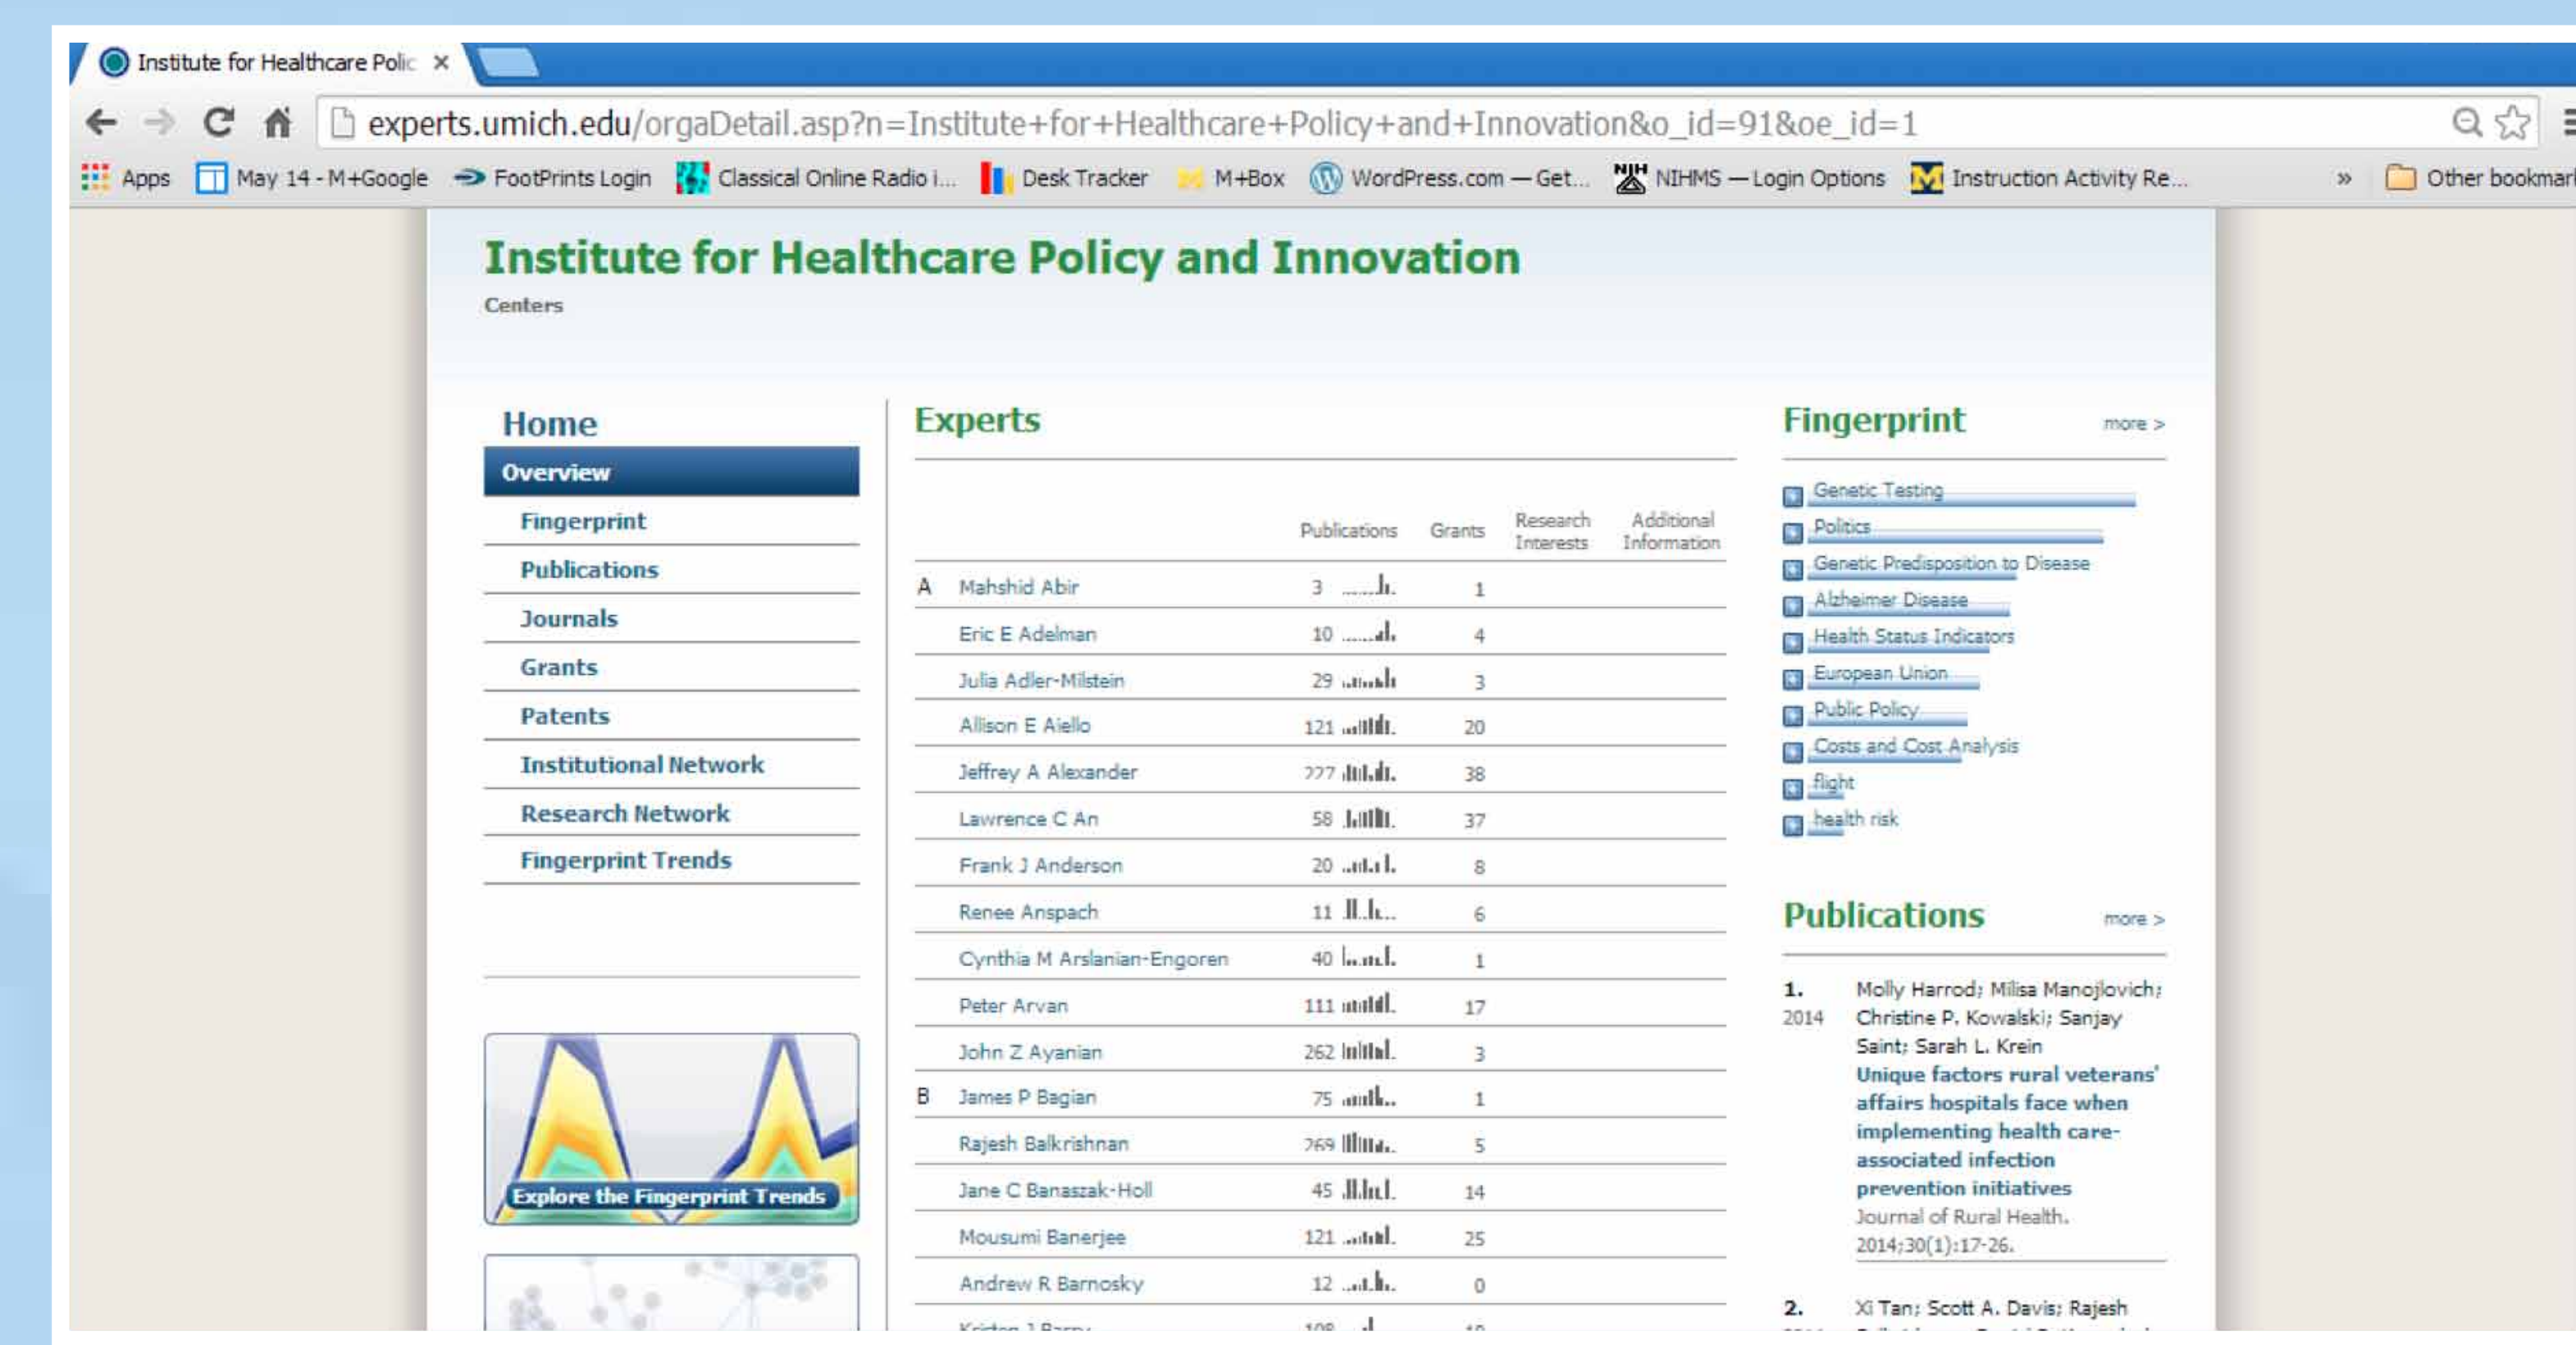 Institute for Healthcare Polic
experts.umich.edu/orgaDetail.asp?n=Institute+for+Healthcare+Policy+and+Innovation&o_id=91&oe_id=1
Apps May 14 - M+Google FootPrints Login Classical Online Radio i... Desk Tracker M+Box WordPress.com — Get... NIHMS — Login Options Instruction Activity Re... » Other bookmar
Institute for Healthcare Policy and Innovation
Centers
Home
Overview
Fingerprint
Publications
Journals
Grants
Patents
Institutional Network
Research Network
Fingerprint Trends
Explore the Fingerprint Trends
Experts
Publications Grants Research Interests Additional Information
A Mahshid Abir 3 1
Eric E Adelman 10 4
Julia Adler-Milstein 29 3
Allison E Aiello 121 20
Jeffrey A Alexander 227 38
Lawrence C An 58 37
Frank J Anderson 20 8
Renee Anspach 11 6
Cynthia M Arslanian-Engoren 40 1
Peter Arvan 111 17
John Z Ayanian 262 3
B James P Bagian 75 1
Rajesh Balkrishnan 269 5
Jane C Banaszak-Holl 45 14
Mousumi Banerjee 121 25
Andrew R Barnosky 12 0
Fingerprint more >
Genetic Testing
Politics
Genetic Predisposition to Disease
Alzheimer Disease
Health Status Indicators
European Union
Public Policy
Costs and Cost Analysis
flight
health risk
Publications more >
1. Molly Harrod; Milisa Manojlovich;
2014 Christine P. Kowalski; Sanjay
Saint; Sarah L. Krein
Unique factors rural veterans'
affairs hospitals face when
implementing health care-
associated infection
prevention initiatives
Journal of Rural Health.
2014;30(1):17-26.
2. Xi Tan; Scott A. Davis; Rajesh